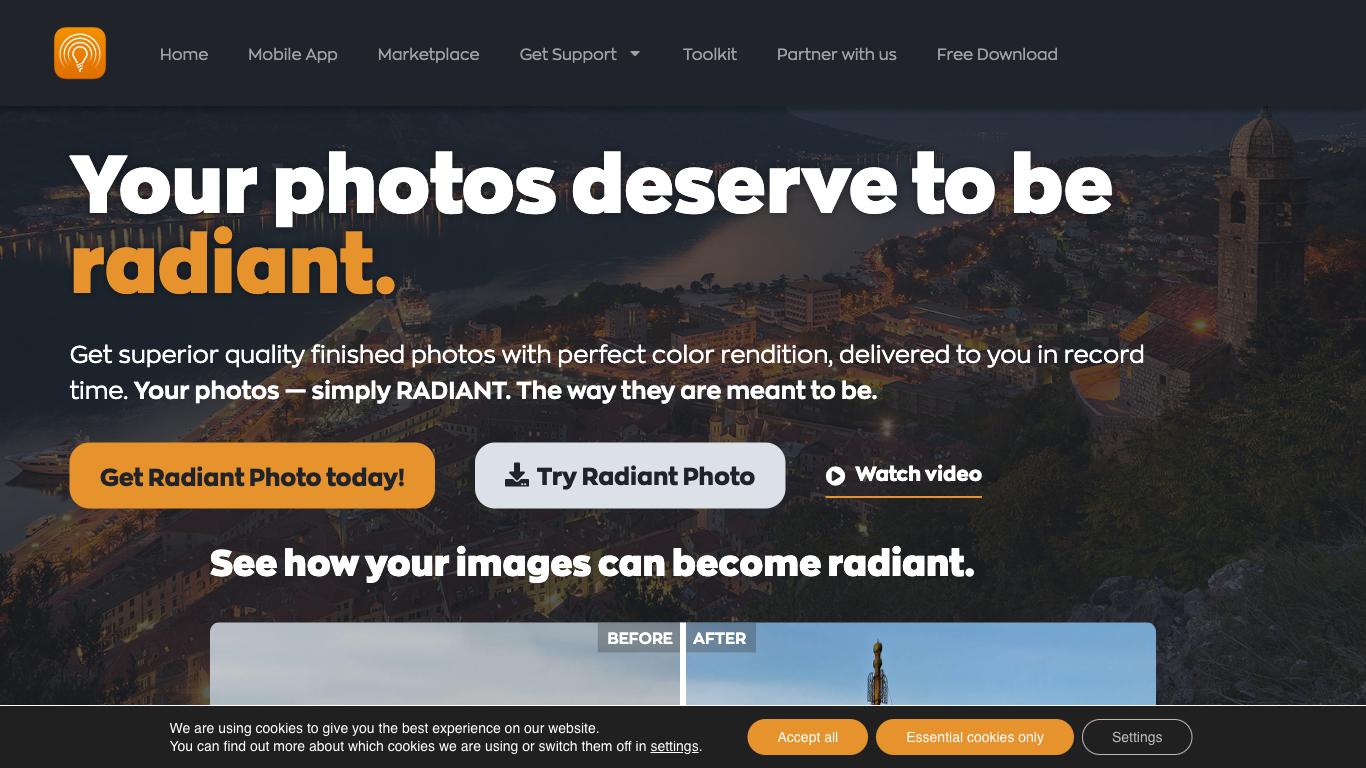 Home Mobile App Marketplace Get Support Toolkit Partner with us Free Download
Your photos deserve to be
radiant.
Get superior quality finished photos with perfect color rendition, delivered to you in record
time. Your photos — simply RADIANT. The way they are meant to be.
Get Radiant Photo today! Try Radiant Photo Watch video
See how your images can become radiant.
BEFORE AFTER
We are using cookies to give you the best experience on our website.
You can find out more about which cookies we are using or switch them off in settings.
Accept all Essential cookies only Settings